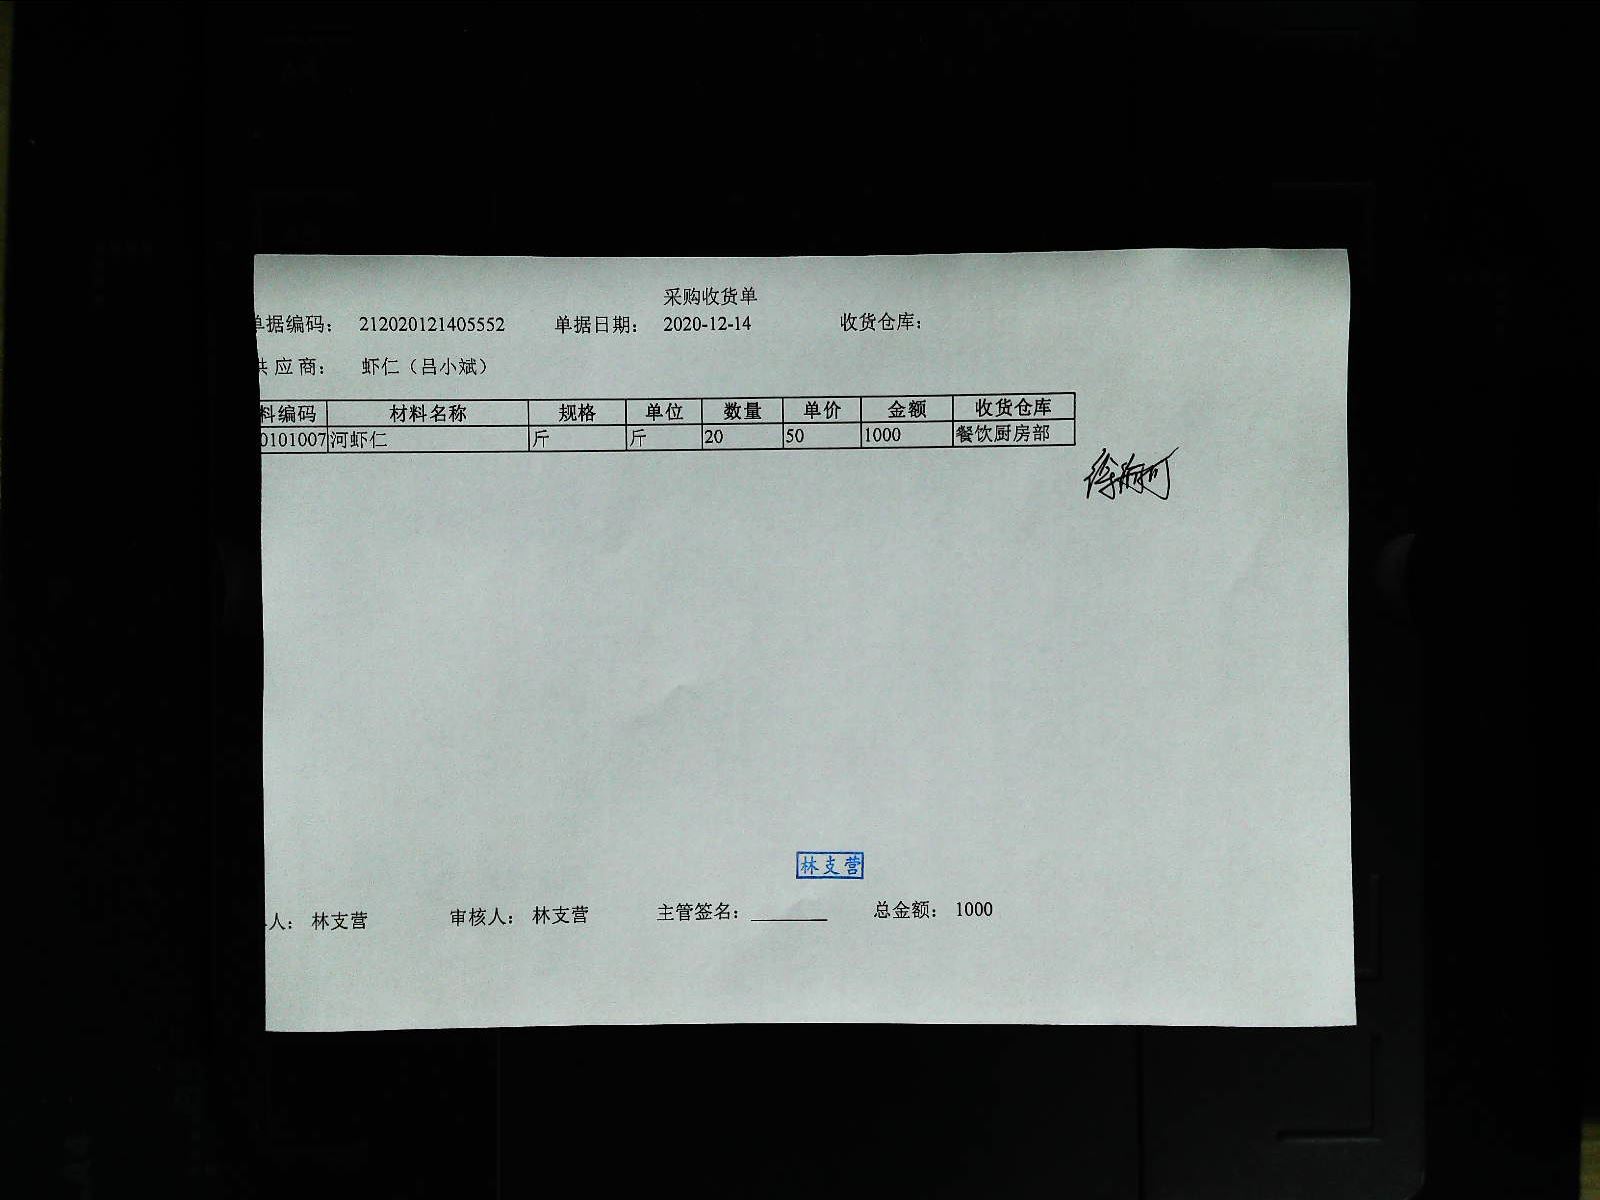 采购收货单
单据编码： 212020121405552 单据日期： 2020-12-14 收货仓库：
供应商： 虾仁（吕小斌）
料编码 材料名称 规格 单位 数量 单价 金额 收货仓库
0101007 河虾仁 斤 斤 20 50 1000 餐饮厨房部
林支营
人： 林支营 审核人： 林支营 主管签名： 总金额： 1000